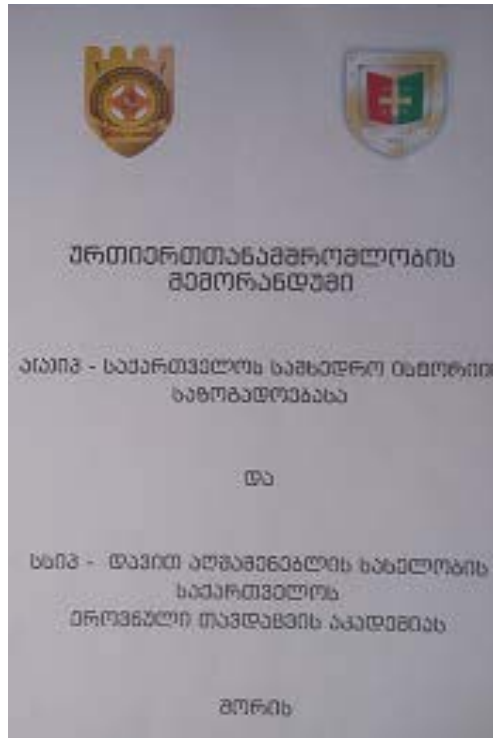 ურთიერთთანამშრომლობის
მემორანდუმი
ა(ა)იპ - საქართველოს სამხედრო ისტორიის
საზოგადოებასა
და
სსიპ - დავით აღმაშენებლის სახელობის
საქართველოს
ეროვნული თავდაცვის აკადემიას
შორის